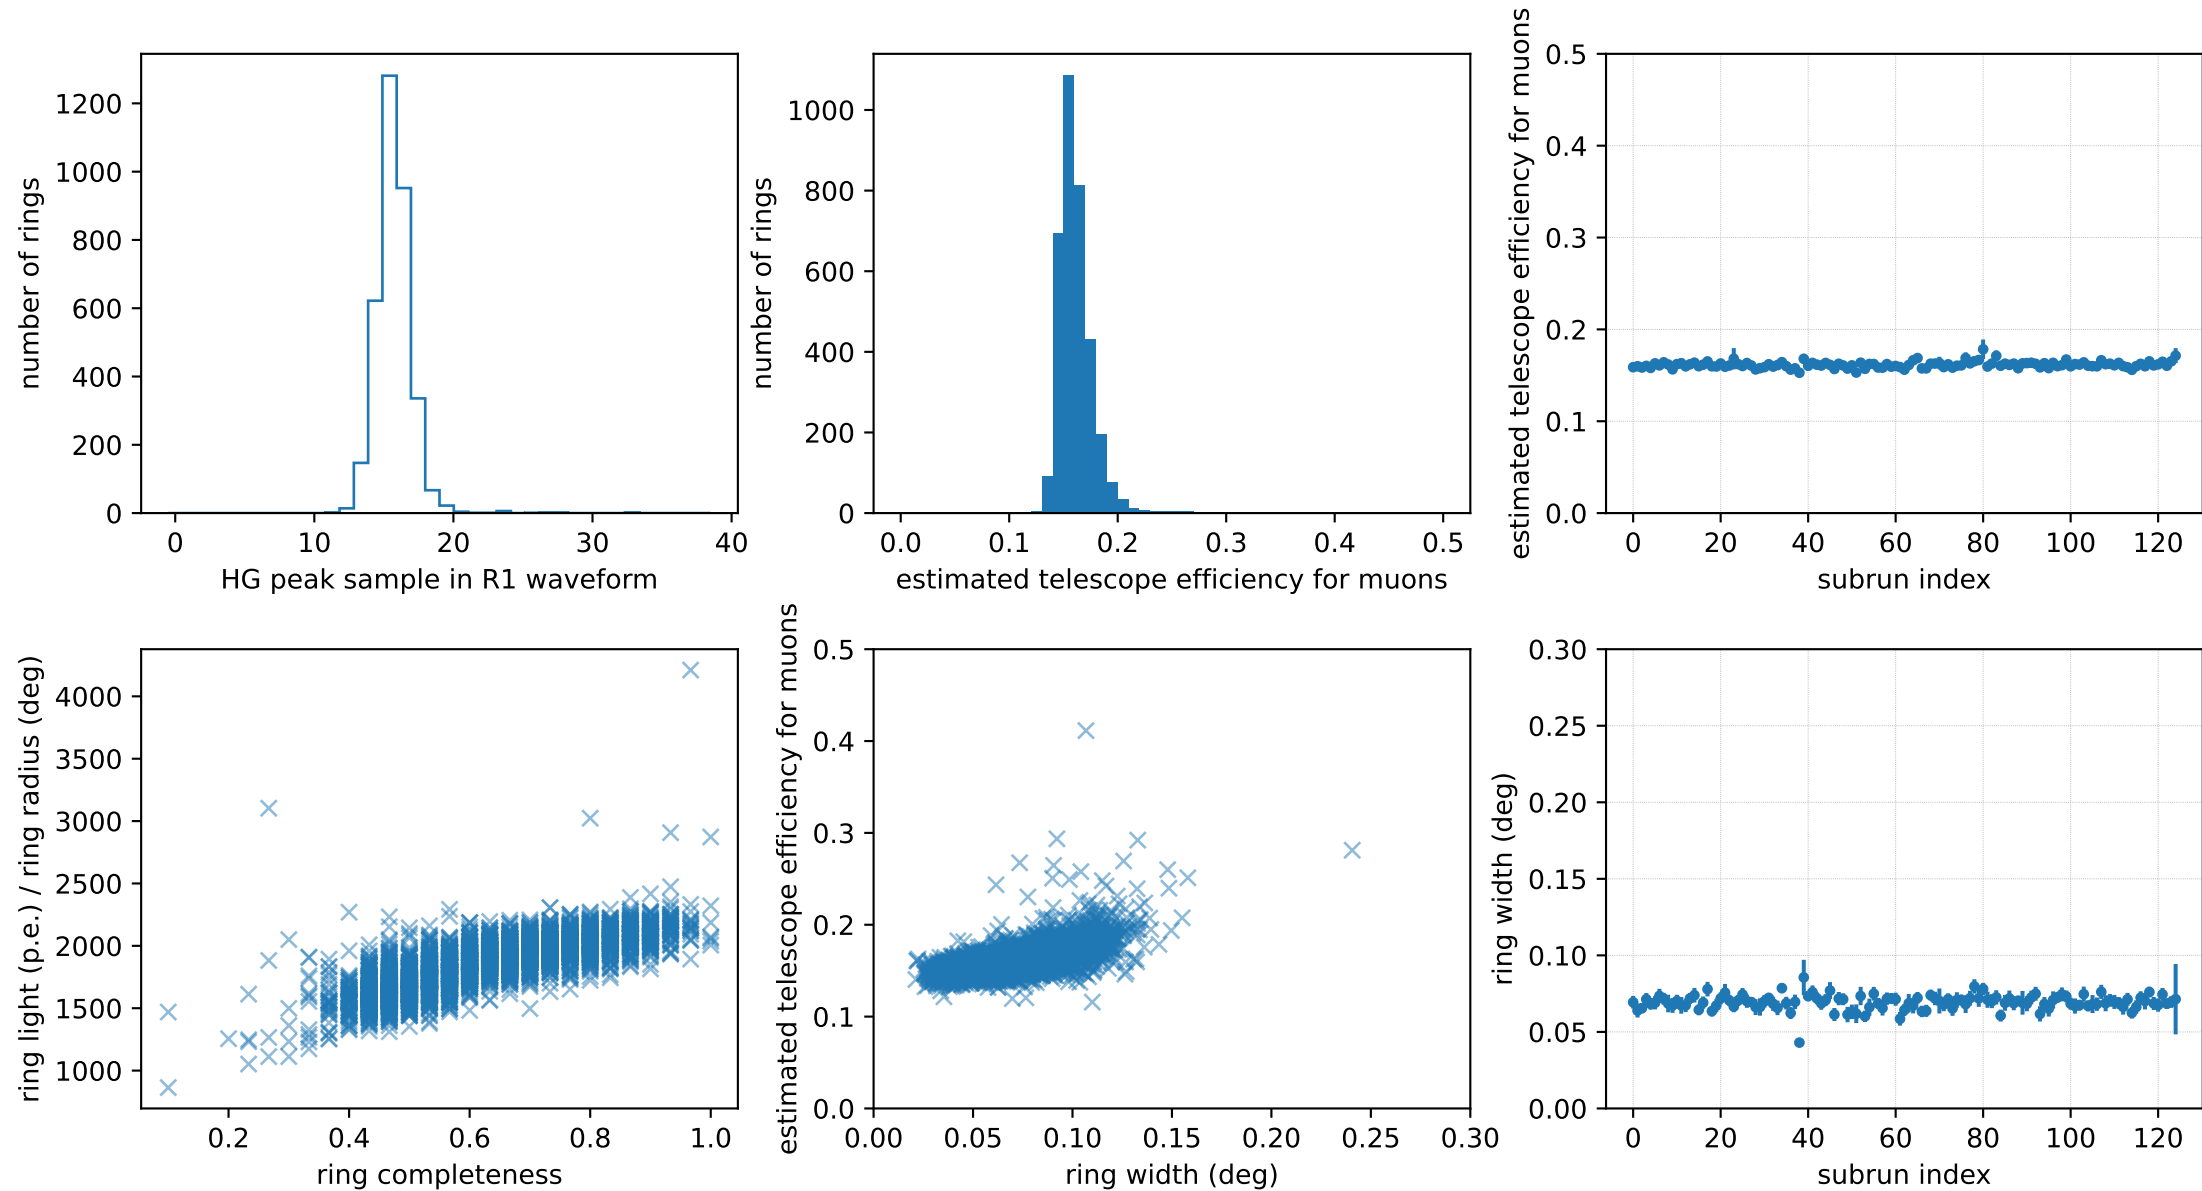 number of rings
1200
1000
800
600
400
200
0
0 10 20 30 40
HG peak sample in R1 waveform
number of rings
1000
800
600
400
200
0
0.0 0.1 0.2 0.3 0.4 0.5
estimated telescope efficiency for muons
estimated telescope efficiency for muons
0.5
0.4
0.3
0.2
0.1
0.0
0 20 40 60 80 100 120
subrun index
ring light (p.e.) / ring radius (deg)
4000
3500
3000
2500
2000
1500
1000
0.2 0.4 0.6 0.8 1.0
ring completeness
estimated telescope efficiency for muons
0.5
0.4
0.3
0.2
0.1
0.0
0.00 0.05 0.10 0.15 0.20 0.25 0.30
ring width (deg)
ring width (deg)
0.30
0.25
0.20
0.15
0.10
0.05
0.00
0 20 40 60 80 100 120
subrun index